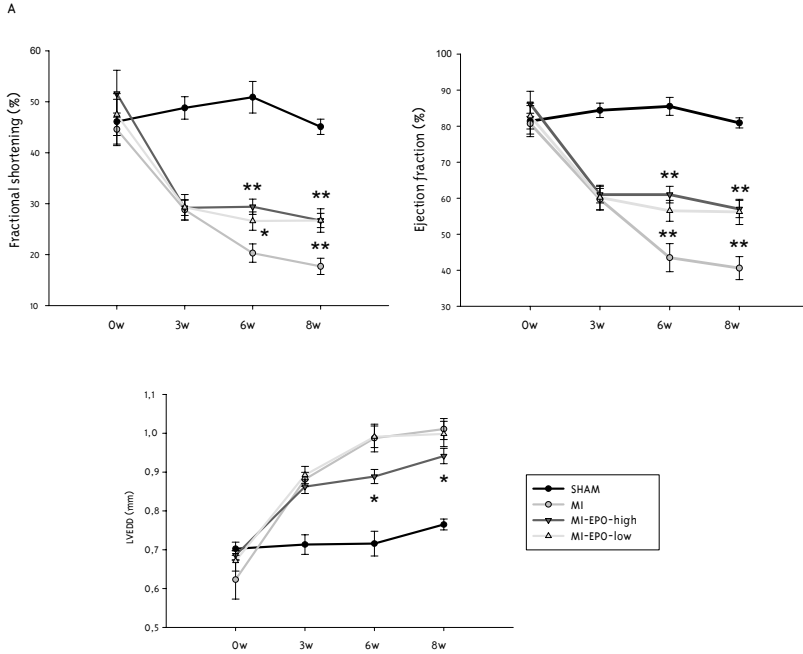 A
60
50
40
30
20
10
Fractional shortening (%)
** **
*
**
0w 3w 6w 8w
100
90
80
70
60
50
40
30
Ejection fraction (%)
** **
** **
0w 3w 6w 8w
1,1
1,0
0,9
0,8
0,7
0,6
0,5
LVEDD (mm)
* *
0w 3w 6w 8w
SHAM
MI
MI-EPO-high
MI-EPO-low